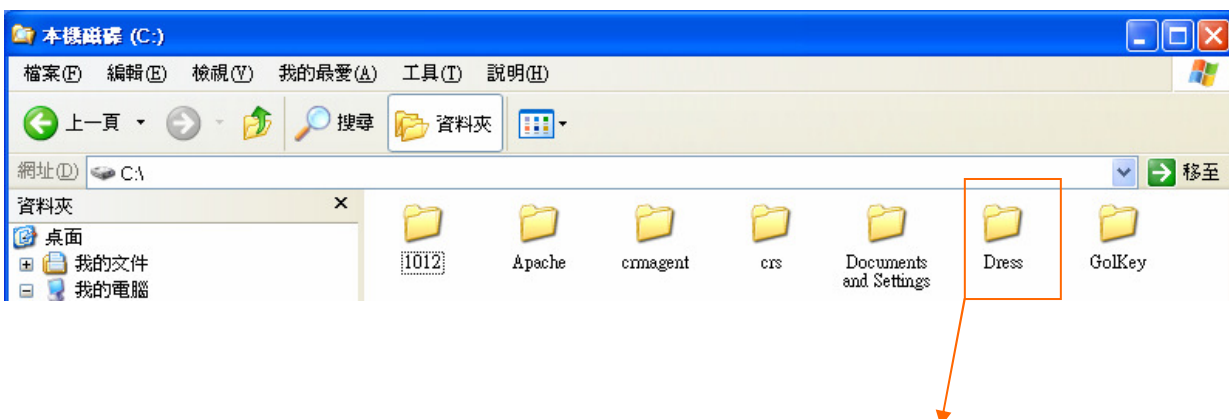 本機磁碟 (C:)
檔案(F) 編輯(E) 檢視(V) 我的最愛(A) 工具(T) 說明(H)
上一頁 搜尋 資料夾
網址(D) C:\ 移至
資料夾 ×
桌面
我的文件
我的電腦
1012 Apache crmagent crs Documents and Settings Dress GolKey